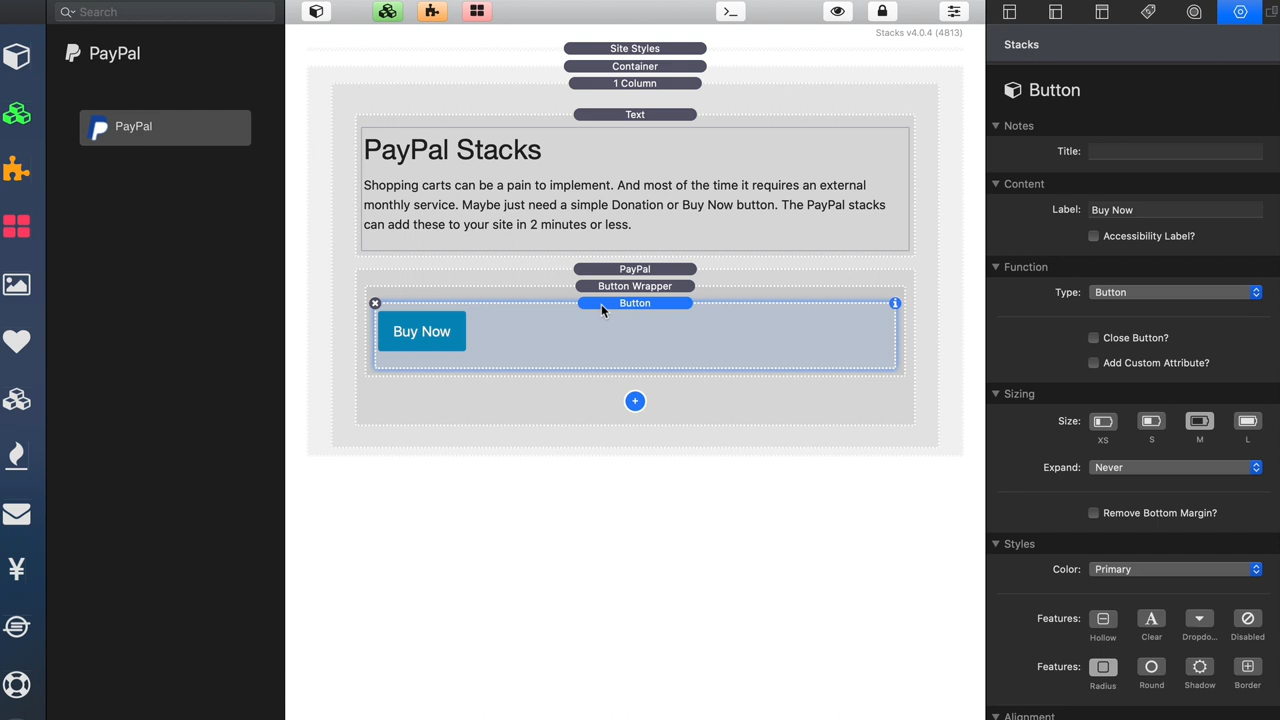 Search
PayPal
PayPal
Stacks v4.0.4 (4813)
Site Styles
Container
1 Column
Text
PayPal Stacks
Shopping carts can be a pain to implement. And most of the time it requires an external
monthly service. Maybe just need a simple Donation or Buy Now button. The PayPal stacks
can add these to your site in 2 minutes or less.
PayPal
Button Wrapper
Button
Buy Now
Stacks
Button
Notes
Title:
Content
Label: Buy Now
Accessibility Label?
Function
Type: Button
Close Button?
Add Custom Attribute?
Sizing
Size:
XS S M L
Expand: Never
Remove Bottom Margin?
Styles
Color: Primary
Features:
Hollow Clear Dropdo... Disabled
Features:
Radius Round Shadow Border
Alignment